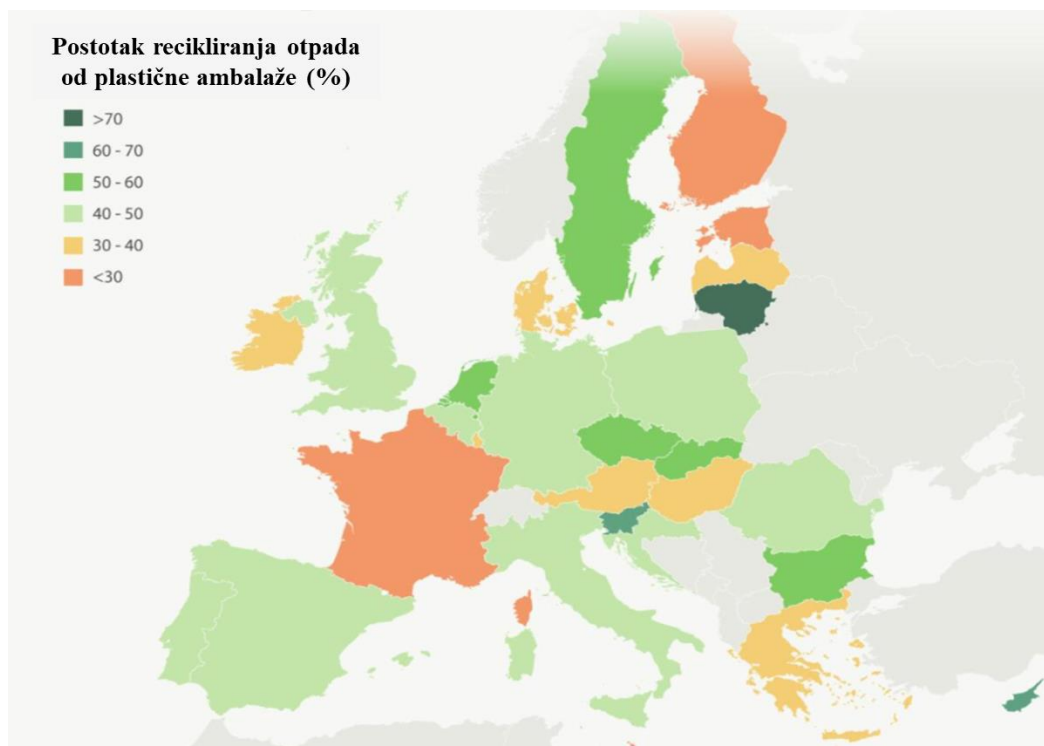 Postotak recikliranja otpada
od plastične ambalaže (%)
>70
60 - 70
50 - 60
40 - 50
30 - 40
<30